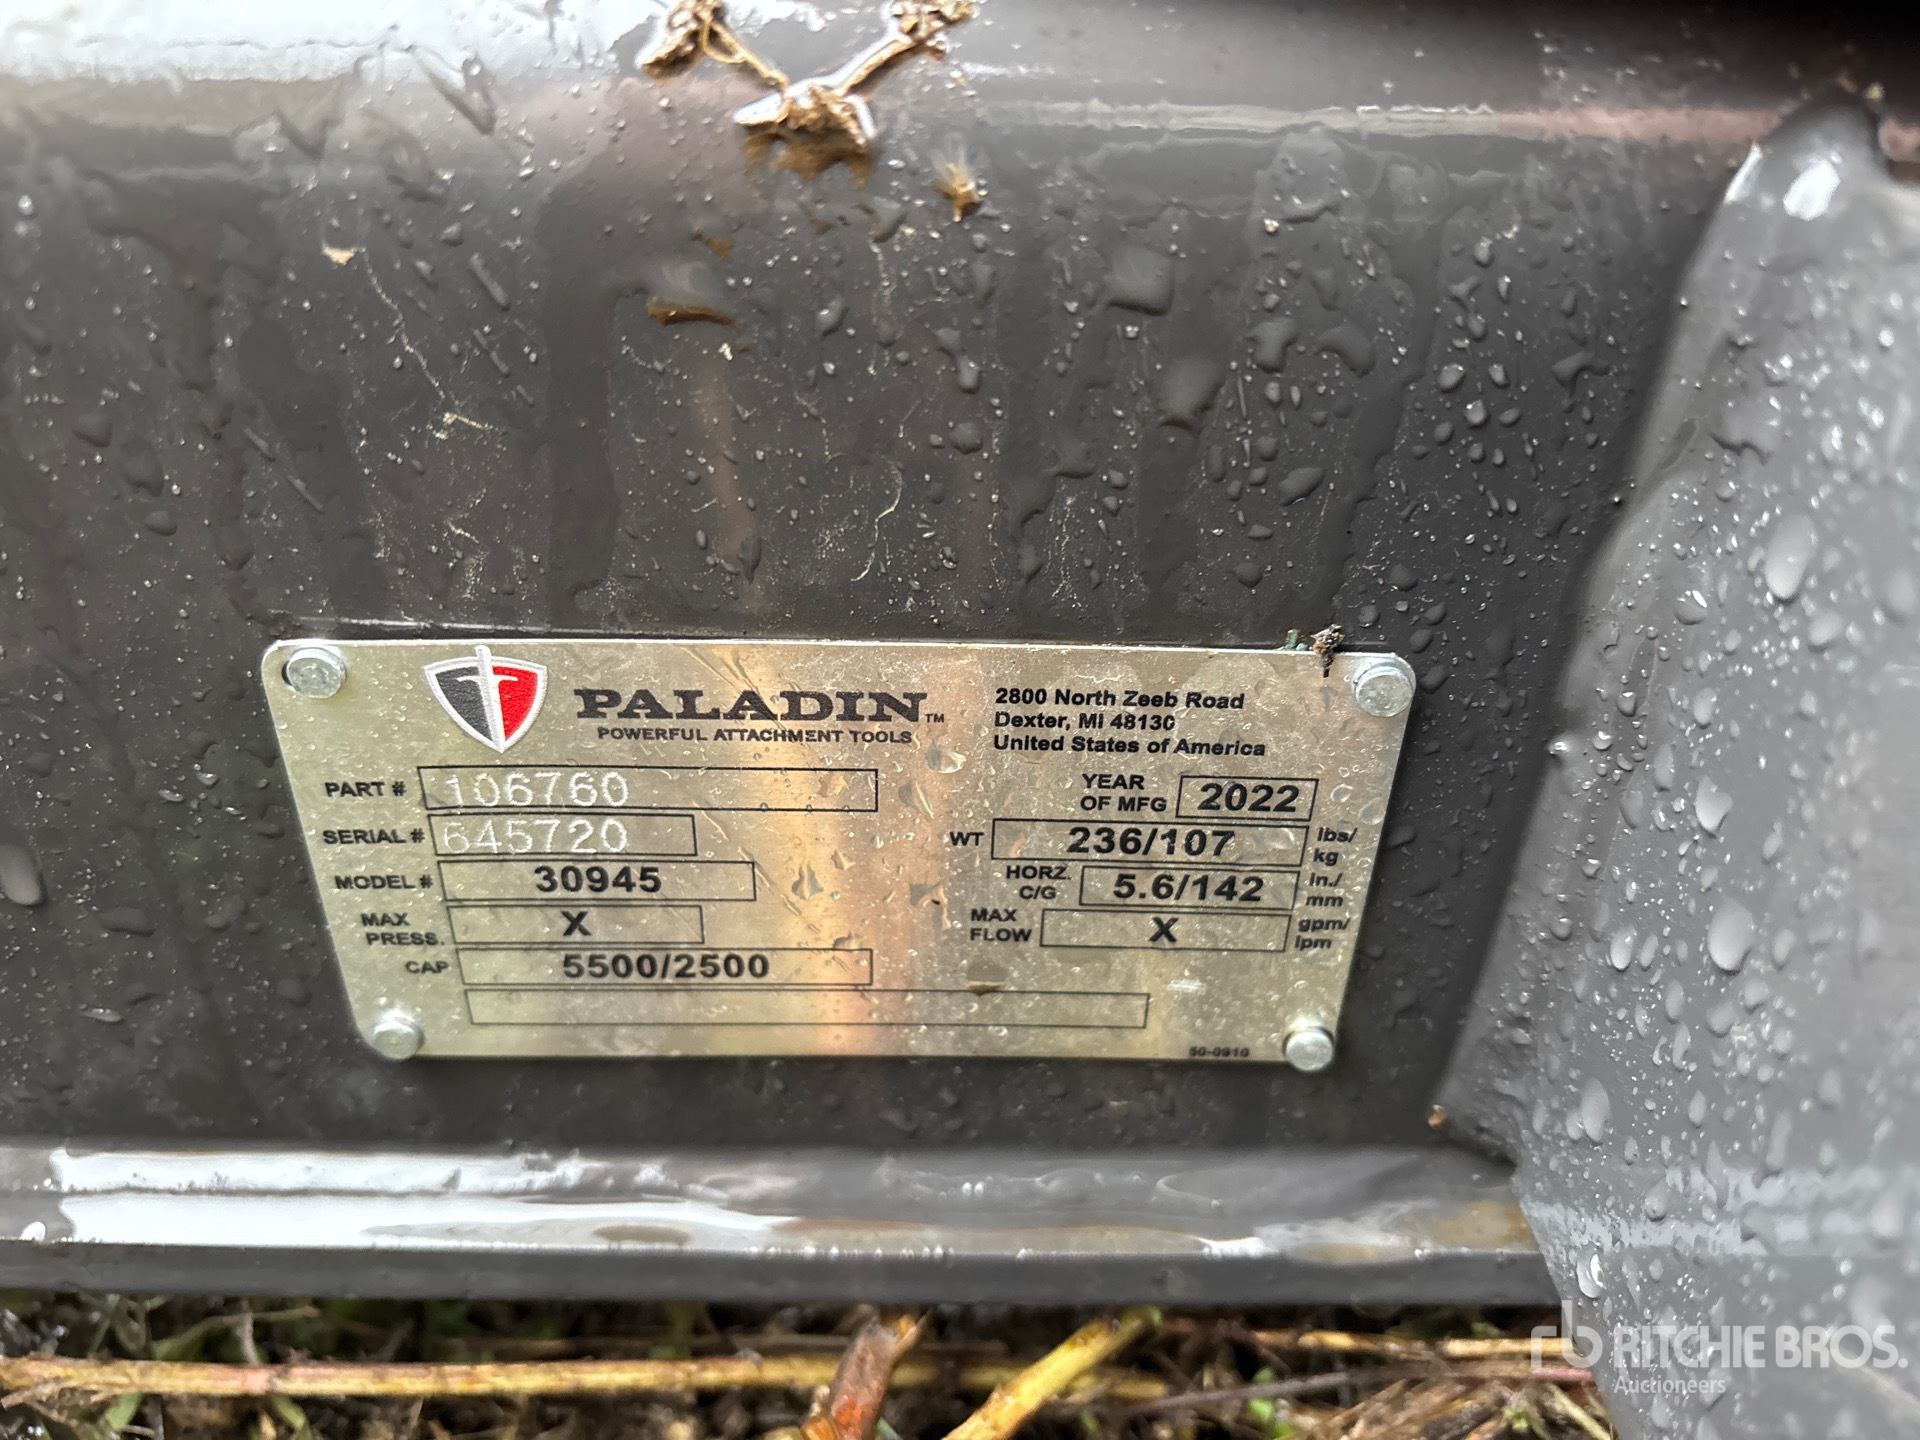 PALADIN™
POWERFUL ATTACHMENT TOOLS
2800 North Zeeb Road
Dexter, MI 48130
United States of America
PART # 106760
YEAR OF MFG 2022
SERIAL # 645720
WT 236/107 lbs/kg
MODEL # 30945
HORZ. C/G 5.6/142 in./mm
MAX PRESS. X
MAX FLOW X gpm/lpm
CAP 5500/2500
50-0910
rb RITCHIE BROS.
Auctioneers